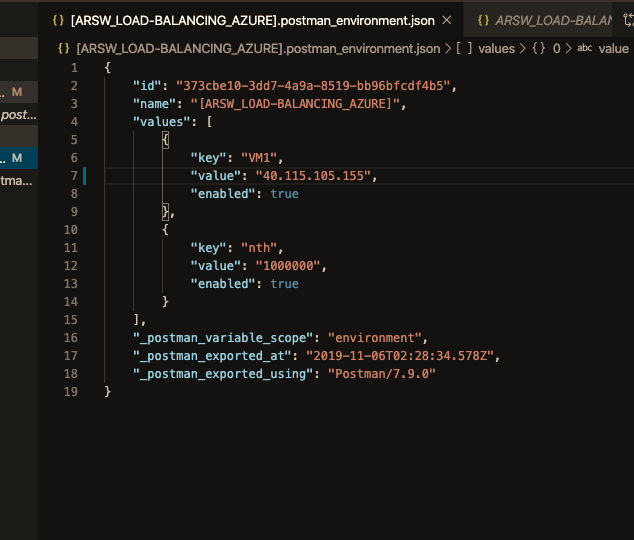 {} [ARSW_LOAD-BALANCING_AZURE].postman_environment.json × {} ARSW_LOAD-BALAN
{} [ARSW_LOAD-BALANCING_AZURE].postman_environment.json > [ ] values > {} 0 > abc value
.. M
post...
.. M
tma...
1 {
2 "id": "373cbe10-3dd7-4a9a-8519-bb96bfcdf4b5",
3 "name": "[ARSW_LOAD-BALANCING_AZURE]",
4 "values": [
5 {
6 "key": "VM1",
7 "value": "40.115.105.155",
8 "enabled": true
9 },
10 {
11 "key": "nth",
12 "value": "1000000",
13 "enabled": true
14 }
15 ],
16 "_postman_variable_scope": "environment",
17 "_postman_exported_at": "2019-11-06T02:28:34.578Z",
18 "_postman_exported_using": "Postman/7.9.0"
19 }